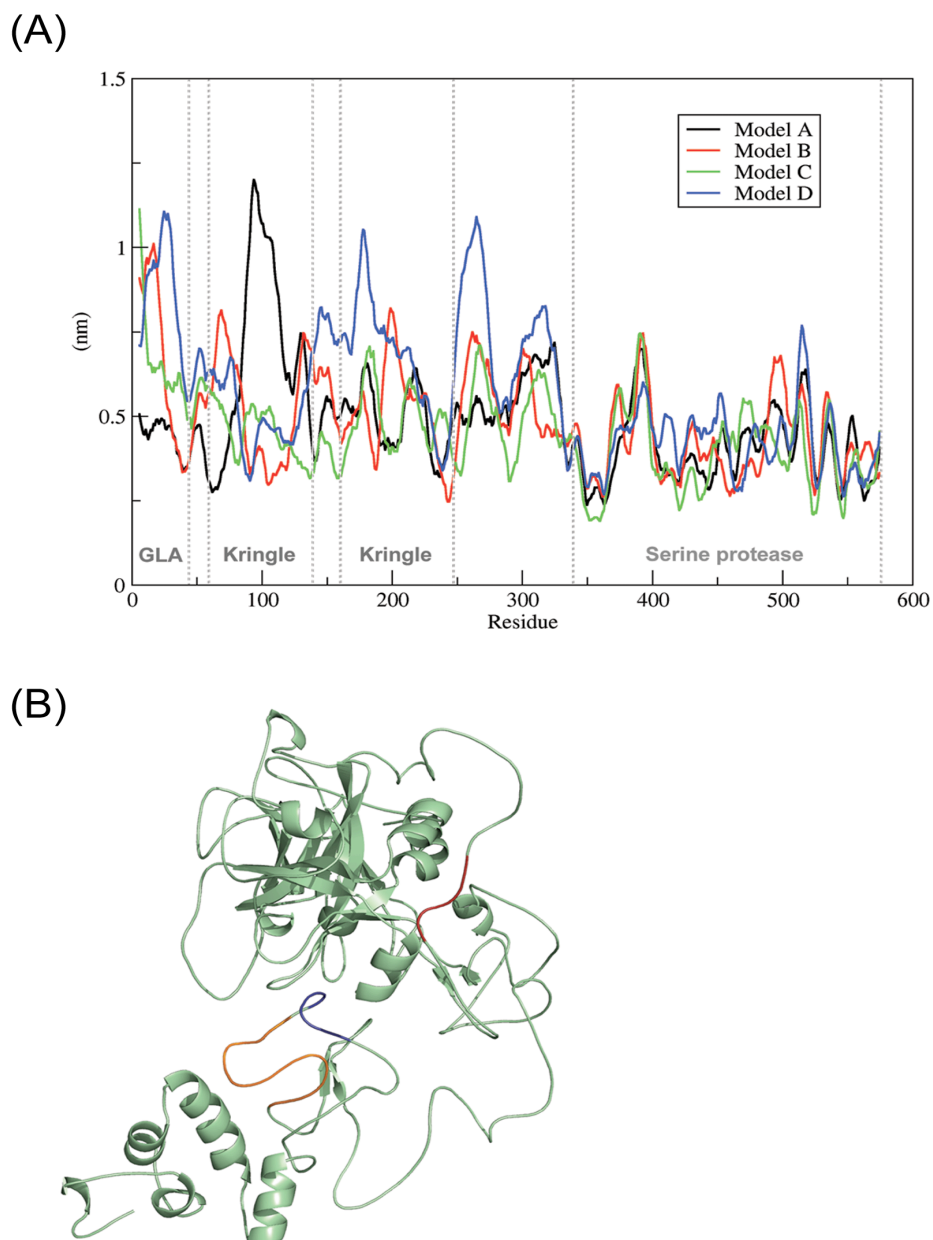 (A)
1.5
1
0.5
0
(nm)
Model A
Model B
Model C
Model D
GLA
Kringle
Kringle
Serine protease
0 100 200 300 400 500 600
Residue
(B)